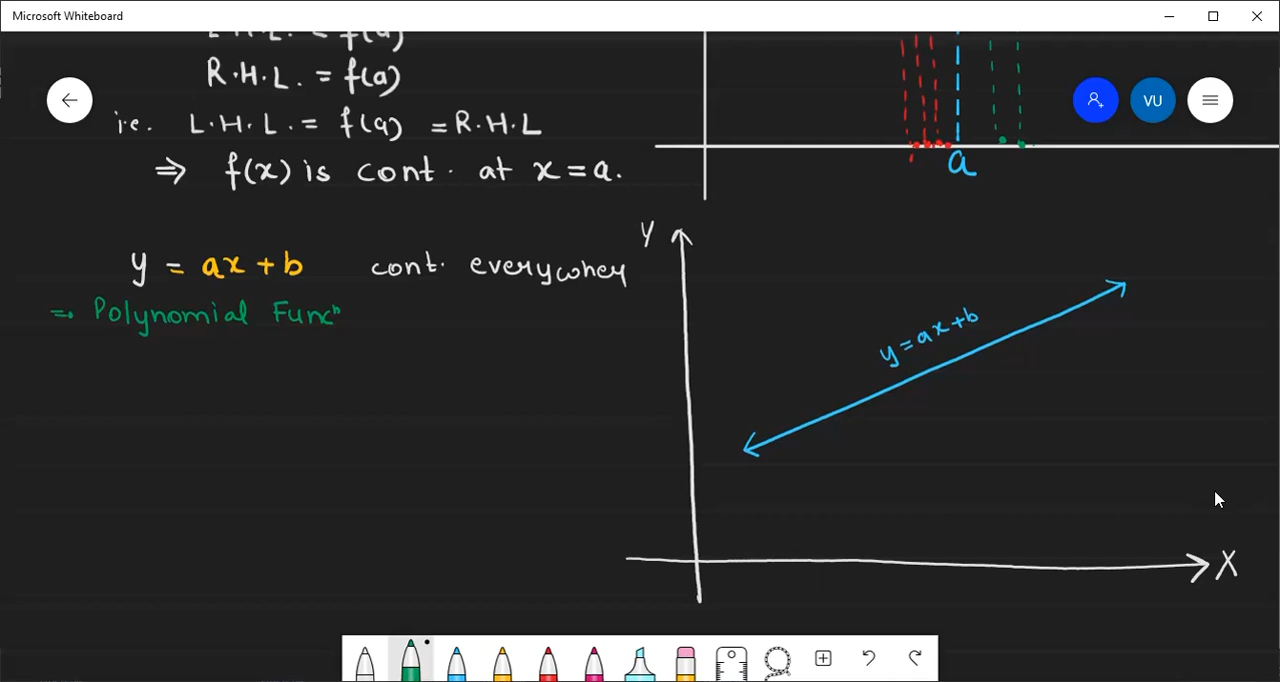 Microsoft Whiteboard
L.H.L. = f(a)
R.H.L. = f(a)
i.e. L.H.L. = f(a) = R.H.L
⇒ f(x) is cont. at x = a.
a
VU
y = ax + b cont. everywher
⇒ Polynomial Funcⁿ
Y
y = ax + b
X